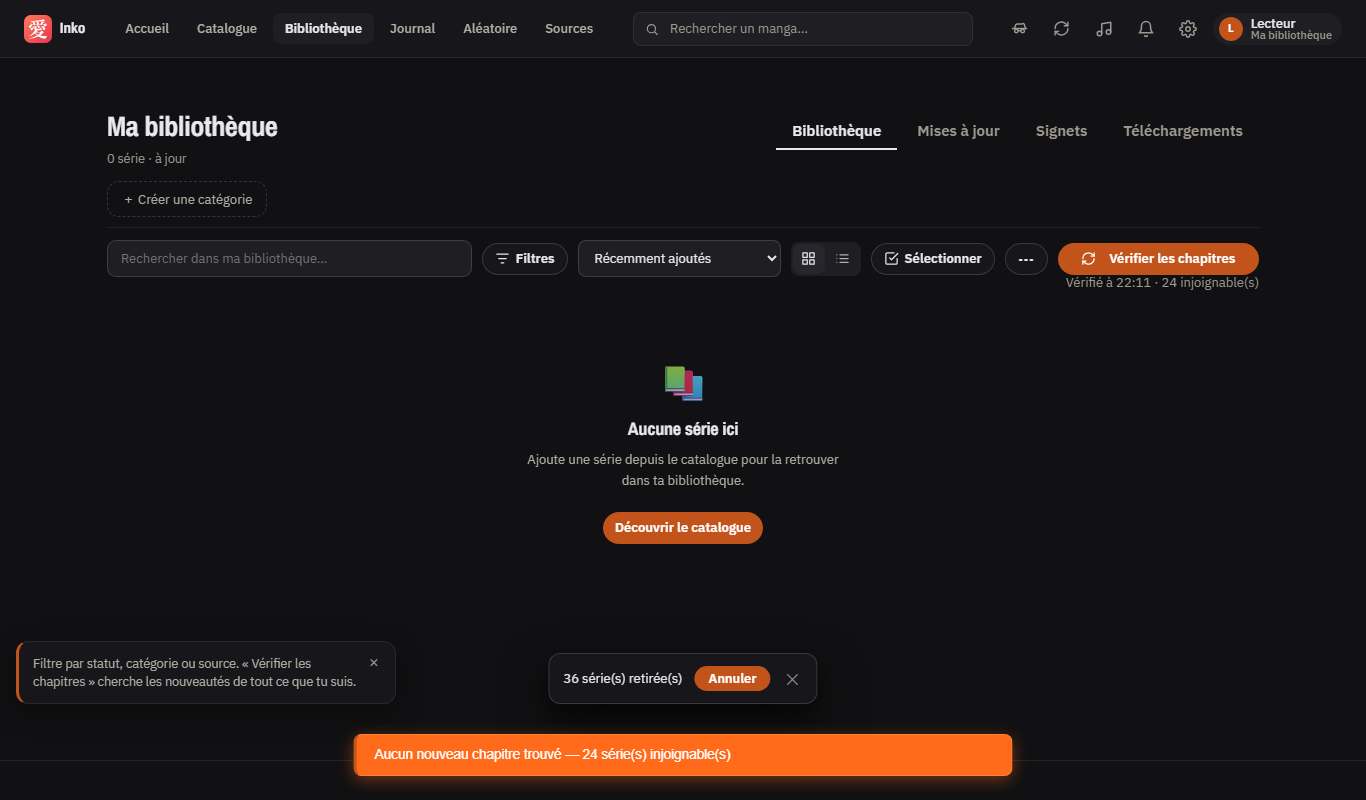 愛 Inko
Accueil
Catalogue
Bibliothèque
Journal
Aléatoire
Sources
Rechercher un manga...
L
Lecteur
Ma bibliothèque
Ma bibliothèque
0 série · à jour
Bibliothèque
Mises à jour
Signets
Téléchargements
+ Créer une catégorie
Rechercher dans ma bibliothèque...
Filtres
Récemment ajoutés
Sélectionner
---
Vérifier les chapitres
Vérifié à 22:11 · 24 injoignable(s)
Aucune série ici
Ajoute une série depuis le catalogue pour la retrouver
dans ta bibliothèque.
Découvrir le catalogue
Filtre par statut, catégorie ou source. « Vérifier les
chapitres » cherche les nouveautés de tout ce que tu suis.
36 série(s) retirée(s)
Annuler
Aucun nouveau chapitre trouvé — 24 série(s) injoignable(s)